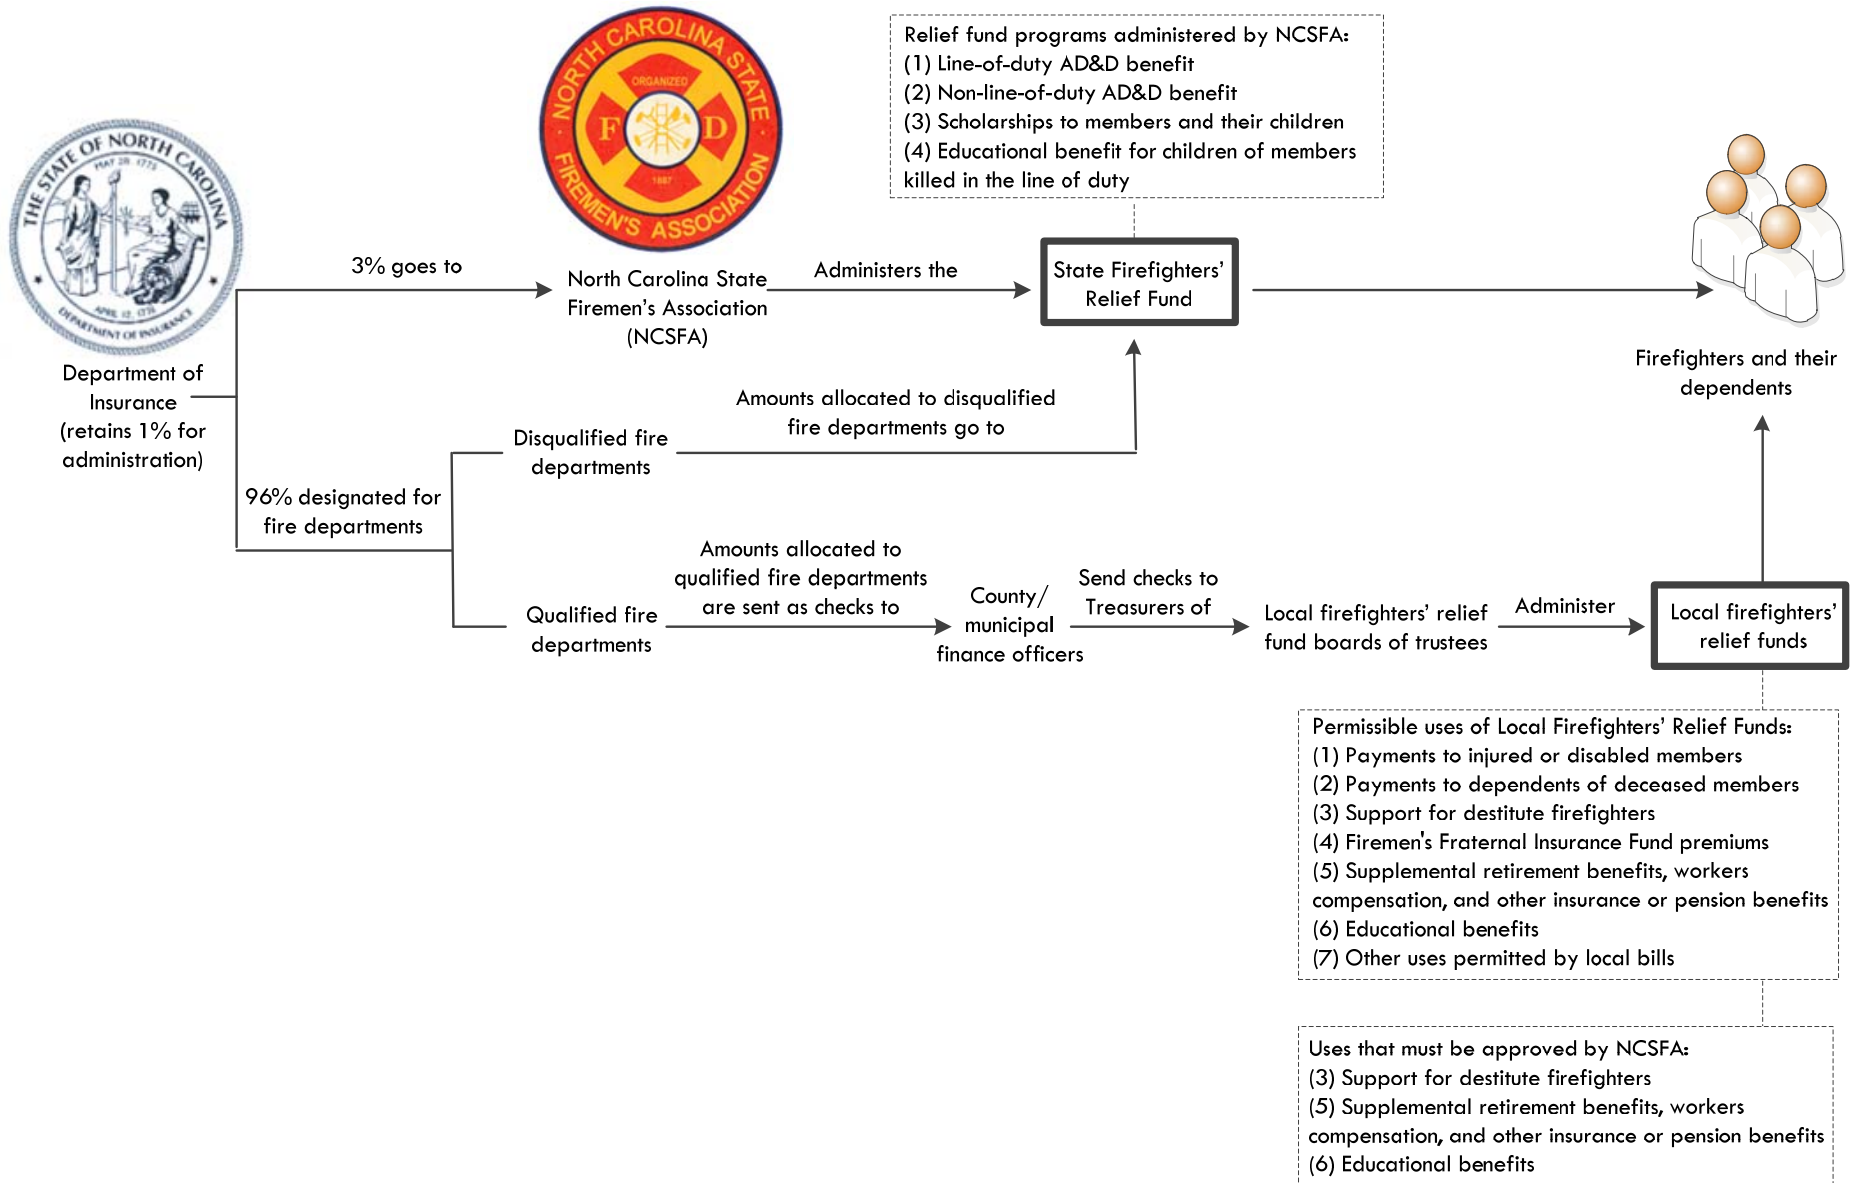 THE STATE OF NORTH CAROLINA
MAY 20 1775
APRIL 12, 1776
DEPARTMENT OF INSURANCE
NORTH CAROLINA STATE
ORGANIZED
F D
1887
FIREMEN'S ASSOCIATION
Relief fund programs administered by NCSFA:
(1) Line-of-duty AD&D benefit
(2) Non-line-of-duty AD&D benefit
(3) Scholarships to members and their children
(4) Educational benefit for children of members
killed in the line of duty
Department of
Insurance
(retains 1% for
administration)
3% goes to
North Carolina State
Firemen's Association
(NCSFA)
Administers the
State Firefighters'
Relief Fund
Firefighters and their
dependents
96% designated for
fire departments
Disqualified fire
departments
Amounts allocated to disqualified
fire departments go to
Qualified fire
departments
Amounts allocated to
qualified fire departments
are sent as checks to
County/
municipal
finance officers
Send checks to
Treasurers of
Local firefighters' relief
fund boards of trustees
Administer
Local firefighters'
relief funds
Permissible uses of Local Firefighters' Relief Funds:
(1) Payments to injured or disabled members
(2) Payments to dependents of deceased members
(3) Support for destitute firefighters
(4) Firemen's Fraternal Insurance Fund premiums
(5) Supplemental retirement benefits, workers
compensation, and other insurance or pension benefits
(6) Educational benefits
(7) Other uses permitted by local bills
Uses that must be approved by NCSFA:
(3) Support for destitute firefighters
(5) Supplemental retirement benefits, workers
compensation, and other insurance or pension benefits
(6) Educational benefits